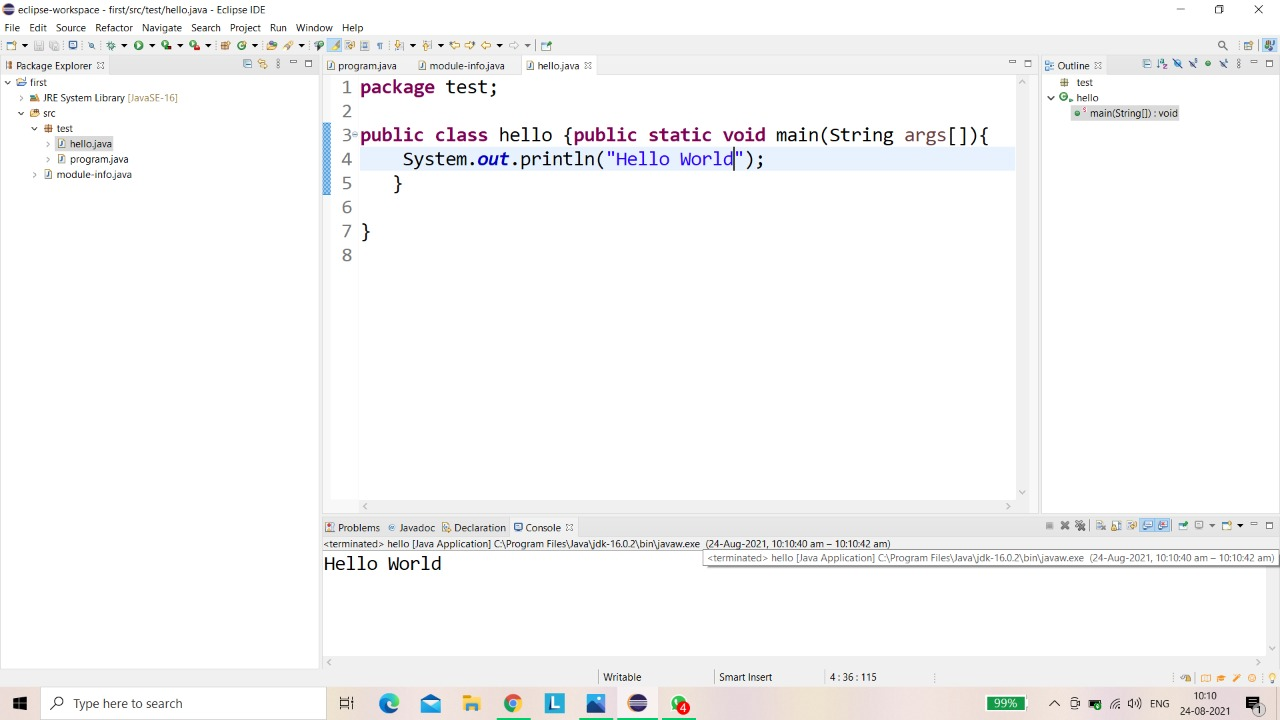 eclipse-workspace - first/src/test/hello.java - Eclipse IDE
File Edit Source Refactor Navigate Search Project Run Window Help
Package Explorer
program.java module-info.java hello.java
Outline
first
JRE System Library [JavaSE-16]
src
test
hello.java
program.java
module-info.java
1 package test;
2
3 public class hello {public static void main(String args[]){
4 System.out.println("Hello World");
5 }
6
7 }
8
test
hello
main(String[]) : void
Problems Javadoc Declaration Console
<terminated> hello [Java Application] C:\Program Files\Java\jdk-16.0.2\bin\javaw.exe (24-Aug-2021, 10:10:40 am – 10:10:42 am)
<terminated> hello [Java Application] C:\Program Files\Java\jdk-16.0.2\bin\javaw.exe (24-Aug-2021, 10:10:40 am – 10:10:42 am)
Hello World
Writable Smart Insert 4 : 36 : 115
Type here to search
L
4
99%
ENG
10:10
24-08-2021
1